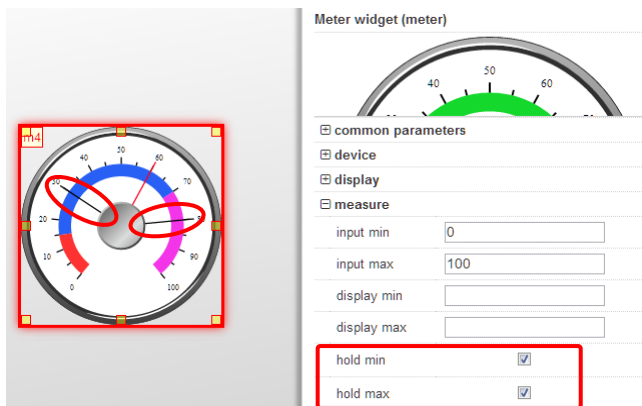 m4
50
40
60
30
70
20
80
10
90
0
100
Meter widget (meter)
50
40
60
common parameters
device
display
measure
input min 0
input max 100
display min
display max
hold min
hold max